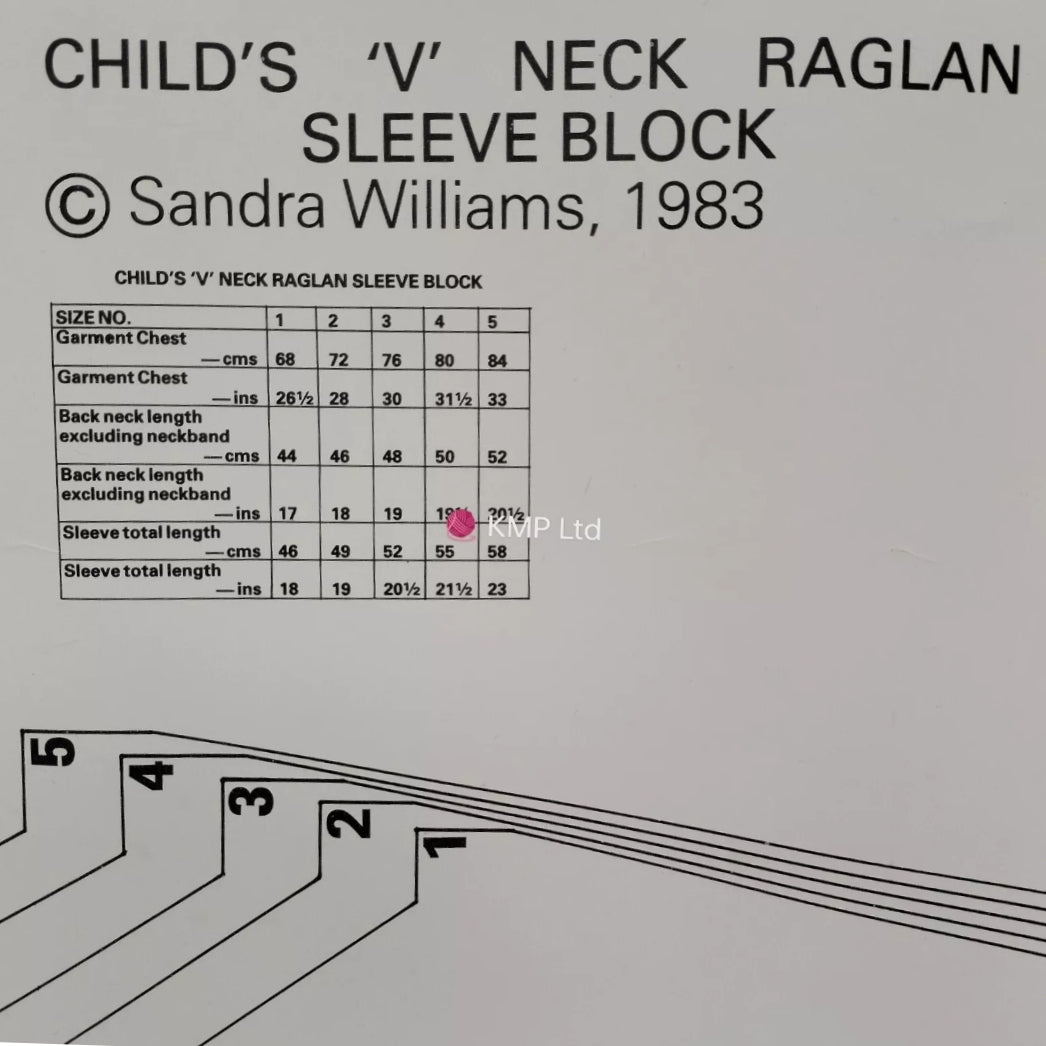 CHILD'S 'V' NECK RAGLAN
SLEEVE BLOCK
© Sandra Williams, 1983
CHILD'S 'V' NECK RAGLAN SLEEVE BLOCK
SIZE NO. 1 2 3 4 5
Garment Chest
—cms 68 72 76 80 84
Garment Chest
—ins 26½ 28 30 31½ 33
Back neck length
excluding neckband
—cms 44 46 48 50 52
Back neck length
excluding neckband
—ins 17 18 19 20½
KMP Ltd
Sleeve total length
—cms 46 49 52 55 58
Sleeve total length
—ins 18 19 20½ 21½ 23
5
4
3
2
1